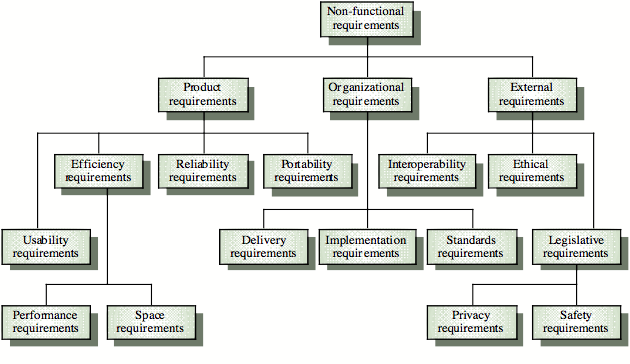 Non-functional
requirements
Product
requirements
Organizational
requirements
External
requirements
Efficiency
requirements
Reliability
requirements
Portability
requirements
Interoperability
requirements
Ethical
requirements
Usability
requirements
Delivery
requirements
Implementation
requirements
Standards
requirements
Legislative
requirements
Performance
requirements
Space
requirements
Privacy
requirements
Safety
requirements